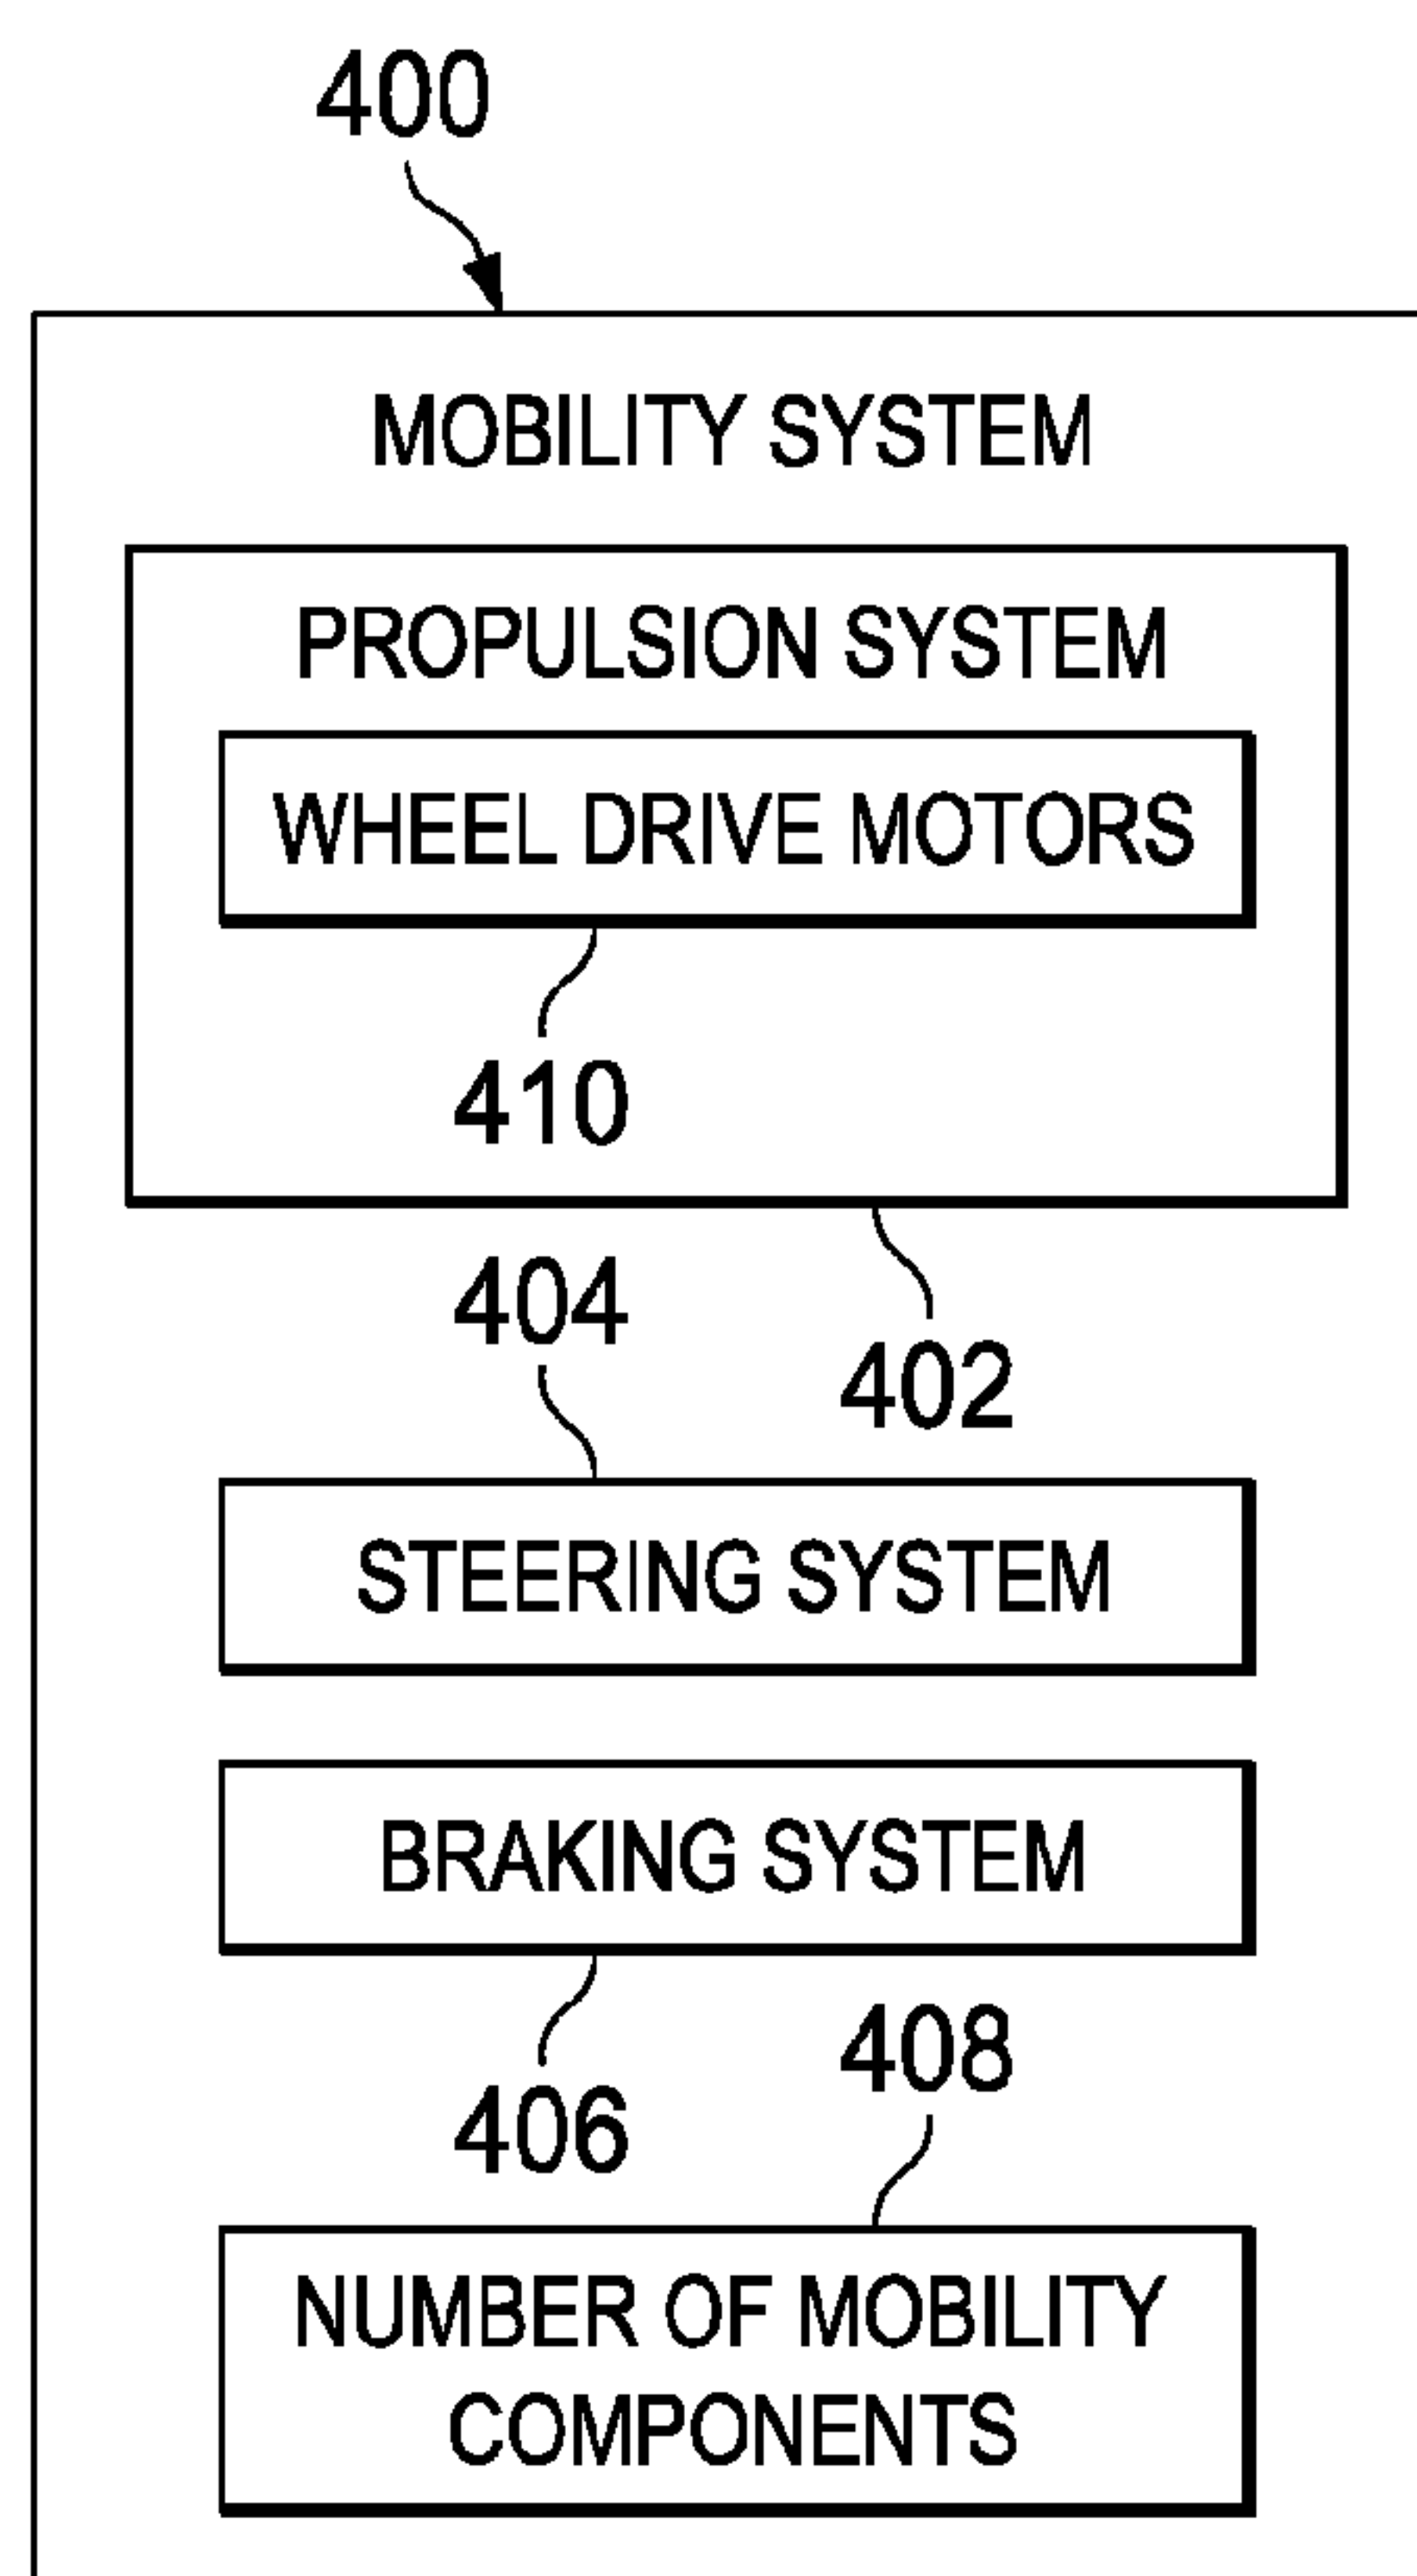 400
MOBILITY SYSTEM
PROPULSION SYSTEM
WHEEL DRIVE MOTORS
410
404
402
STEERING SYSTEM
BRAKING SYSTEM
408
406
NUMBER OF MOBILITY
COMPONENTS